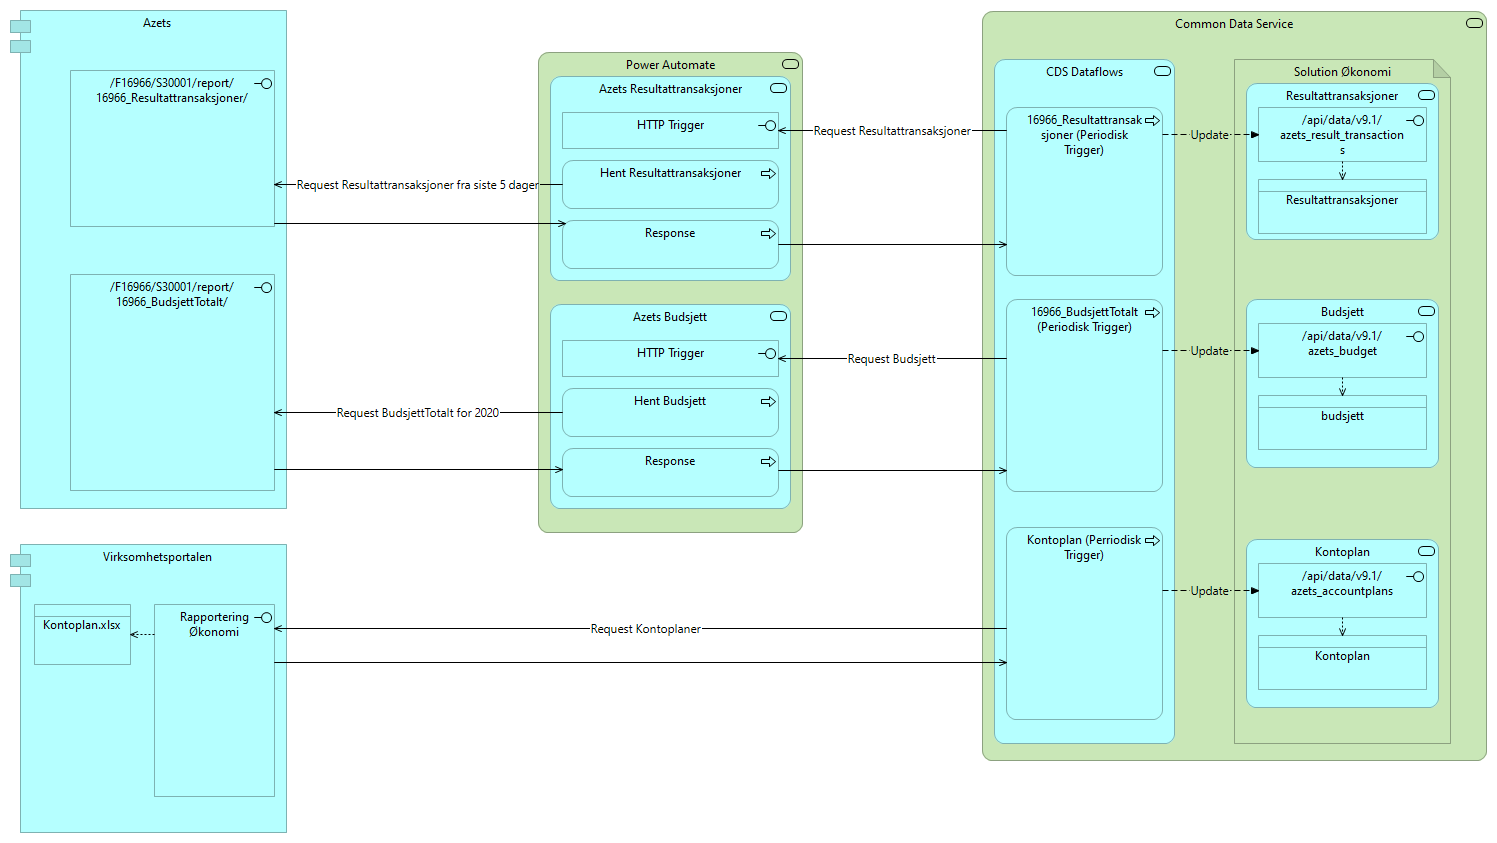 Azets
/F16966/S30001/report/
16966_Resultattransaksjoner/
/F16966/S30001/report/
16966_BudsjettTotalt/
Virksomhetsportalen
Kontoplan.xlsx
Rapportering
Økonomi
Request Resultattransaksjoner fra siste 5 dager
Request BudsjettTotalt for 2020
Request Kontoplaner
Power Automate
Azets Resultattransaksjoner
HTTP Trigger
Hent Resultattransaksjoner
Response
Azets Budsjett
HTTP Trigger
Hent Budsjett
Response
Request Resultattransaksjoner
Request Budsjett
Common Data Service
CDS Dataflows
16966_Resultattransak
sjoner (Periodisk
Trigger)
16966_BudsjettTotalt
(Periodisk Trigger)
Kontoplan (Perriodisk
Trigger)
Update
Update
Update
Solution Økonomi
Resultattransaksjoner
/api/data/v9.1/
azets_result_transaction
s
Resultattransaksjoner
Budsjett
/api/data/v9.1/
azets_budget
budsjett
Kontoplan
/api/data/v9.1/
azets_accountplans
Kontoplan